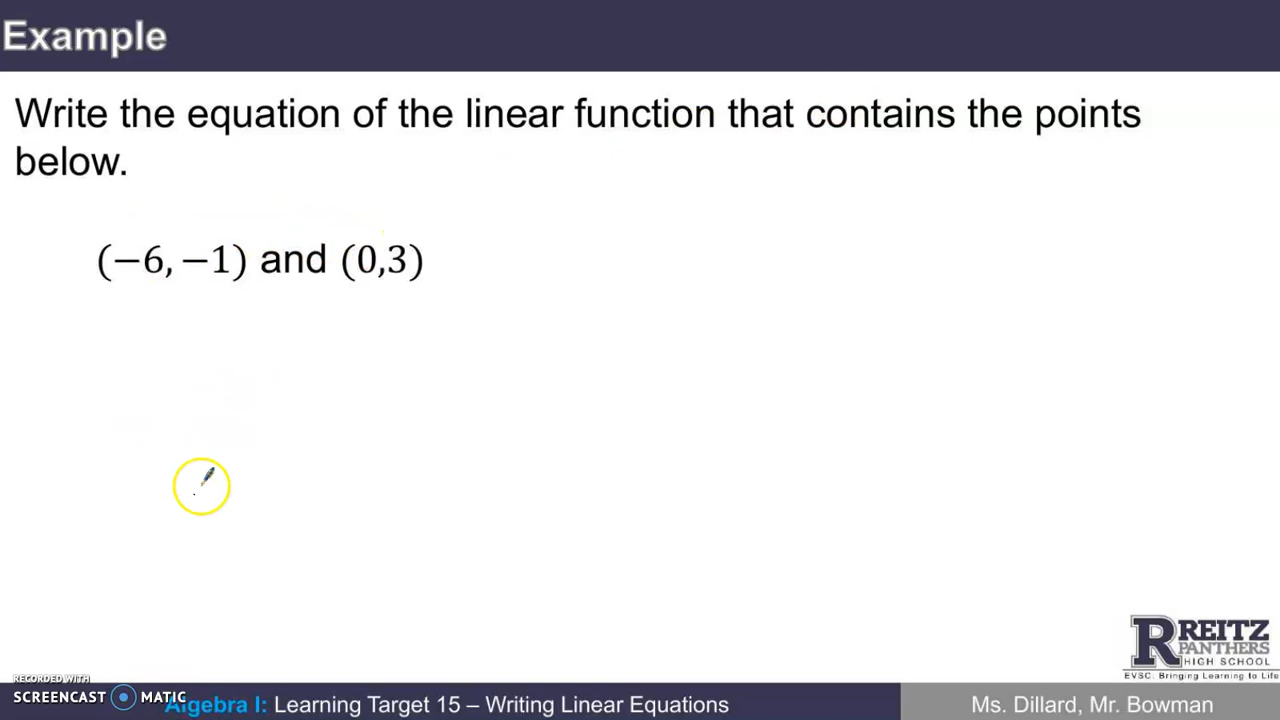 Example
Write the equation of the linear function that contains the points
below.
(−6, −1) and (0,3)
R REITZ
PANTHERS
HIGH SCHOOL
EVSC: Bringing Learning to Life
RECORDED WITH
SCREENCAST MATIC
Algebra I: Learning Target 15 – Writing Linear Equations
Ms. Dillard, Mr. Bowman